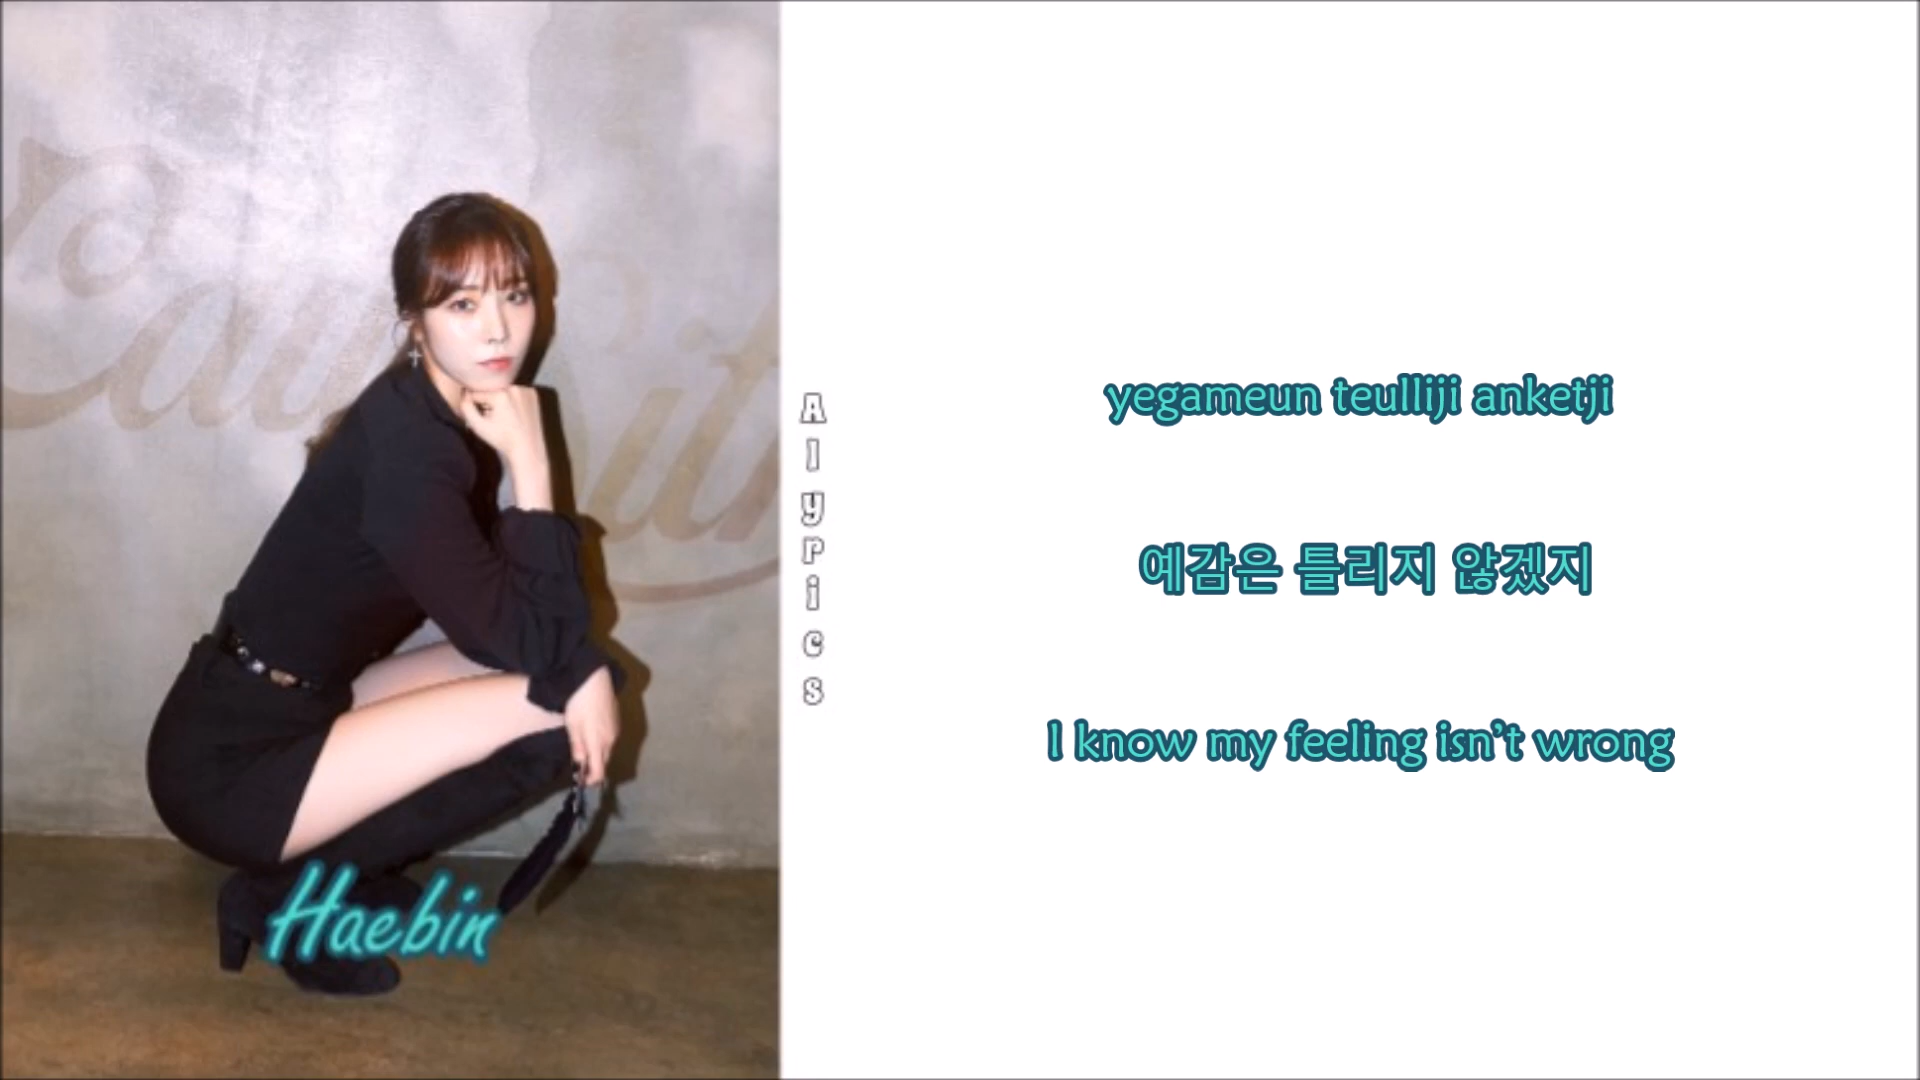 Haebin
Alyrics
yegameun teulliji anketji
예감은 틀리지 않겠지
I know my feeling isn't wrong